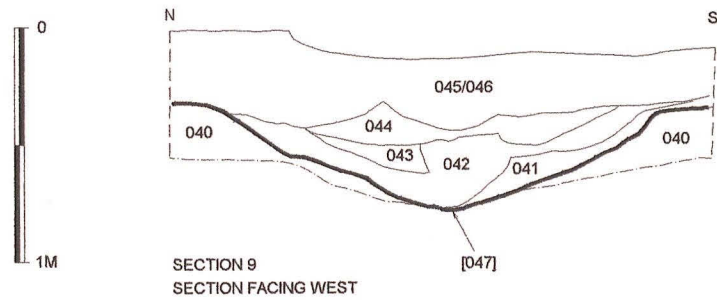 0
N S
045/046
040 044 040
043 042 041
1M
[047]
SECTION 9
SECTION FACING WEST